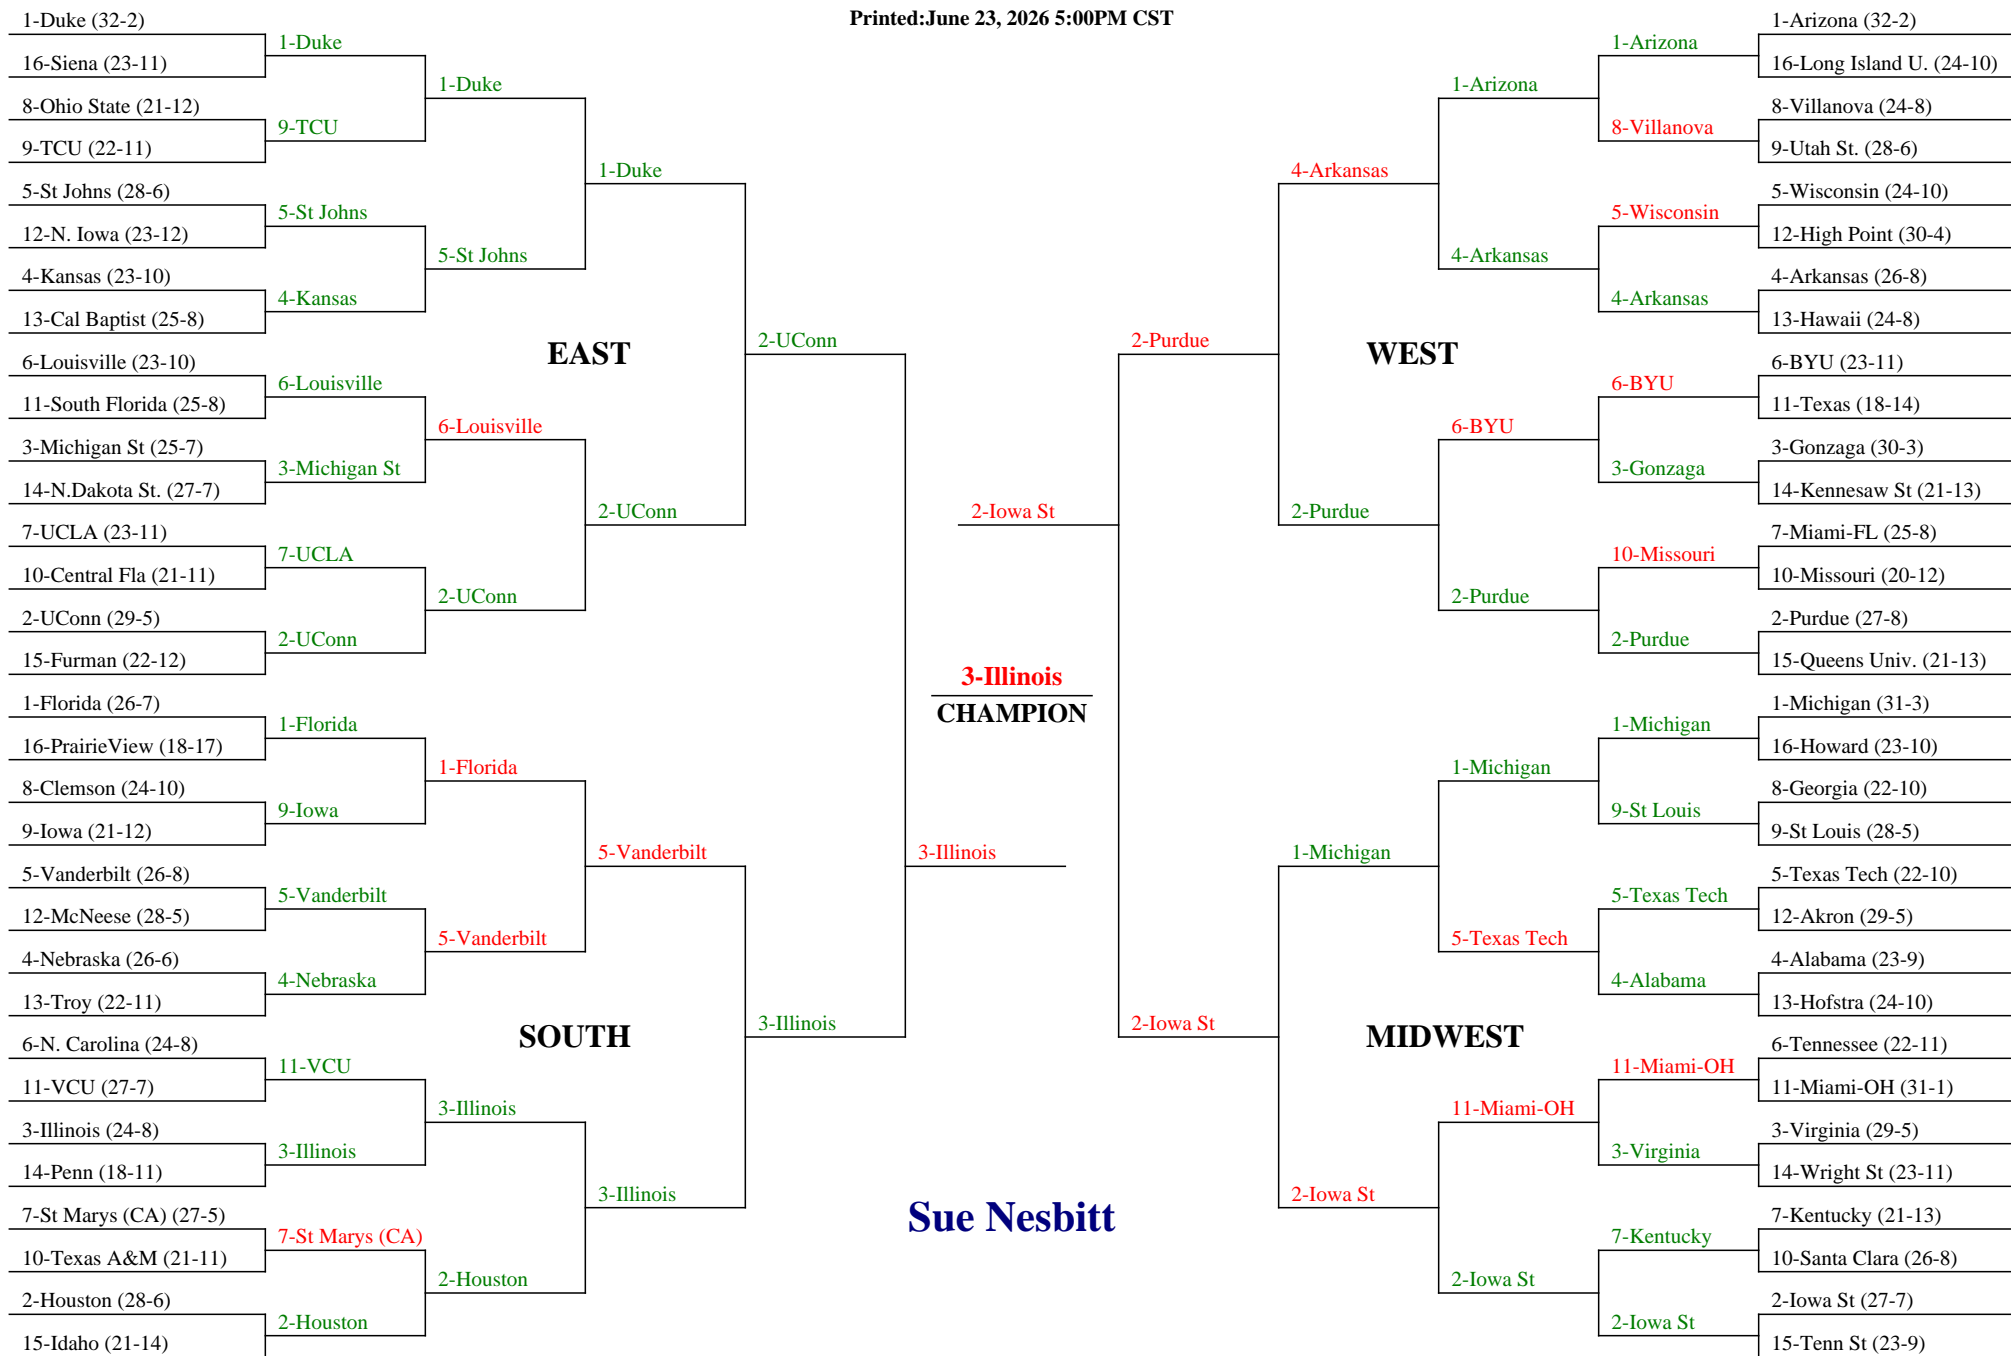 Printed:June 23, 2026 5:00PM CST
1-Duke (32-2)
16-Siena (23-11)
8-Ohio State (21-12)
9-TCU (22-11)
5-St Johns (28-6)
12-N. Iowa (23-12)
4-Kansas (23-10)
13-Cal Baptist (25-8)
6-Louisville (23-10)
11-South Florida (25-8)
3-Michigan St (25-7)
14-N.Dakota St. (27-7)
7-UCLA (23-11)
10-Central Fla (21-11)
2-UConn (29-5)
15-Furman (22-12)
1-Florida (26-7)
16-PrairieView (18-17)
8-Clemson (24-10)
9-Iowa (21-12)
5-Vanderbilt (26-8)
12-McNeese (28-5)
4-Nebraska (26-6)
13-Troy (22-11)
6-N. Carolina (24-8)
11-VCU (27-7)
3-Illinois (24-8)
14-Penn (18-11)
7-St Marys (CA) (27-5)
10-Texas A&M (21-11)
2-Houston (28-6)
15-Idaho (21-14)
1-Duke
9-TCU
5-St Johns
4-Kansas
6-Louisville
3-Michigan St
7-UCLA
2-UConn
1-Florida
9-Iowa
5-Vanderbilt
4-Nebraska
11-VCU
3-Illinois
7-St Marys (CA)
2-Houston
1-Duke
5-St Johns
6-Louisville
2-UConn
1-Florida
5-Vanderbilt
3-Illinois
2-Houston
EAST
SOUTH
1-Duke
2-UConn
5-Vanderbilt
3-Illinois
2-UConn
3-Illinois
3-Illinois
2-Iowa St
3-Illinois
CHAMPION
Sue Nesbitt
2-Purdue
2-Iowa St
4-Arkansas
2-Purdue
1-Michigan
2-Iowa St
WEST
MIDWEST
1-Arizona
4-Arkansas
6-BYU
2-Purdue
1-Michigan
5-Texas Tech
11-Miami-OH
2-Iowa St
1-Arizona
8-Villanova
5-Wisconsin
4-Arkansas
6-BYU
3-Gonzaga
10-Missouri
2-Purdue
1-Michigan
9-St Louis
5-Texas Tech
4-Alabama
11-Miami-OH
3-Virginia
7-Kentucky
2-Iowa St
1-Arizona (32-2)
16-Long Island U. (24-10)
8-Villanova (24-8)
9-Utah St. (28-6)
5-Wisconsin (24-10)
12-High Point (30-4)
4-Arkansas (26-8)
13-Hawaii (24-8)
6-BYU (23-11)
11-Texas (18-14)
3-Gonzaga (30-3)
14-Kennesaw St (21-13)
7-Miami-FL (25-8)
10-Missouri (20-12)
2-Purdue (27-8)
15-Queens Univ. (21-13)
1-Michigan (31-3)
16-Howard (23-10)
8-Georgia (22-10)
9-St Louis (28-5)
5-Texas Tech (22-10)
12-Akron (29-5)
4-Alabama (23-9)
13-Hofstra (24-10)
6-Tennessee (22-11)
11-Miami-OH (31-1)
3-Virginia (29-5)
14-Wright St (23-11)
7-Kentucky (21-13)
10-Santa Clara (26-8)
2-Iowa St (27-7)
15-Tenn St (23-9)